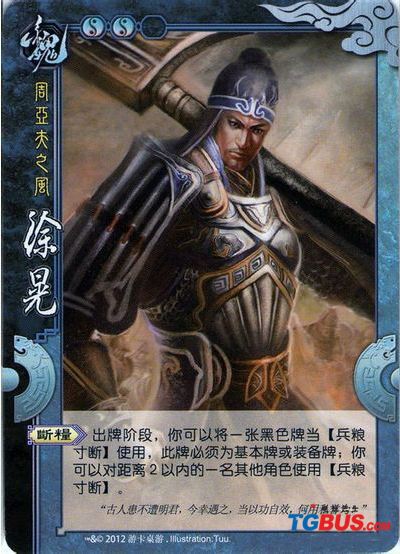 魏
周亞夫之風
徐晃
斷糧
出牌阶段，你可以将一张黑色牌当【兵粮
寸断】使用，此牌必须为基本牌或装备牌；你
可以对距离2以内的一名其他角色使用【兵粮
寸断】。
“古人患不遭明君，今幸遇之，当以功自效，何用
™&© 2012 游卡桌游 . Illustration:Tuu
TGBUS.com